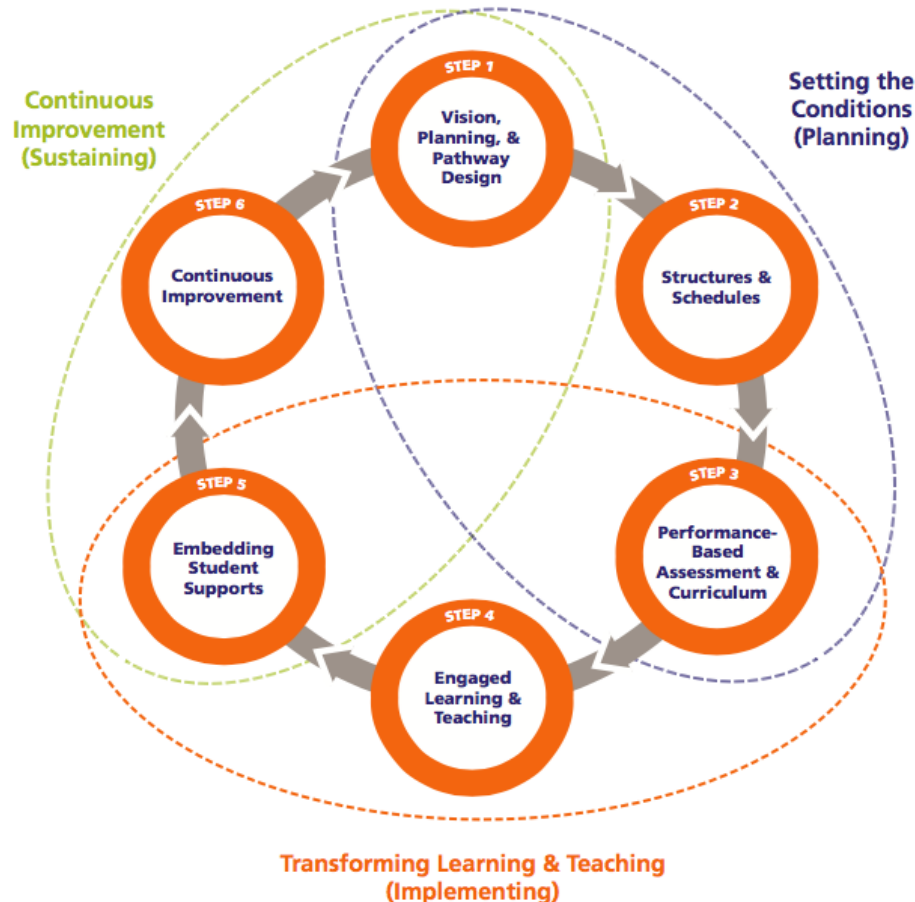 Continuous
Improvement
(Sustaining)
Setting the
Conditions
(Planning)
STEP 1
Vision,
Planning, &
Pathway
Design
STEP 2
Structures &
Schedules
STEP 3
Performance-
Based
Assessment &
Curriculum
STEP 4
Engaged
Learning &
Teaching
STEP 5
Embedding
Student
Supports
STEP 6
Continuous
Improvement
Transforming Learning & Teaching
(Implementing)